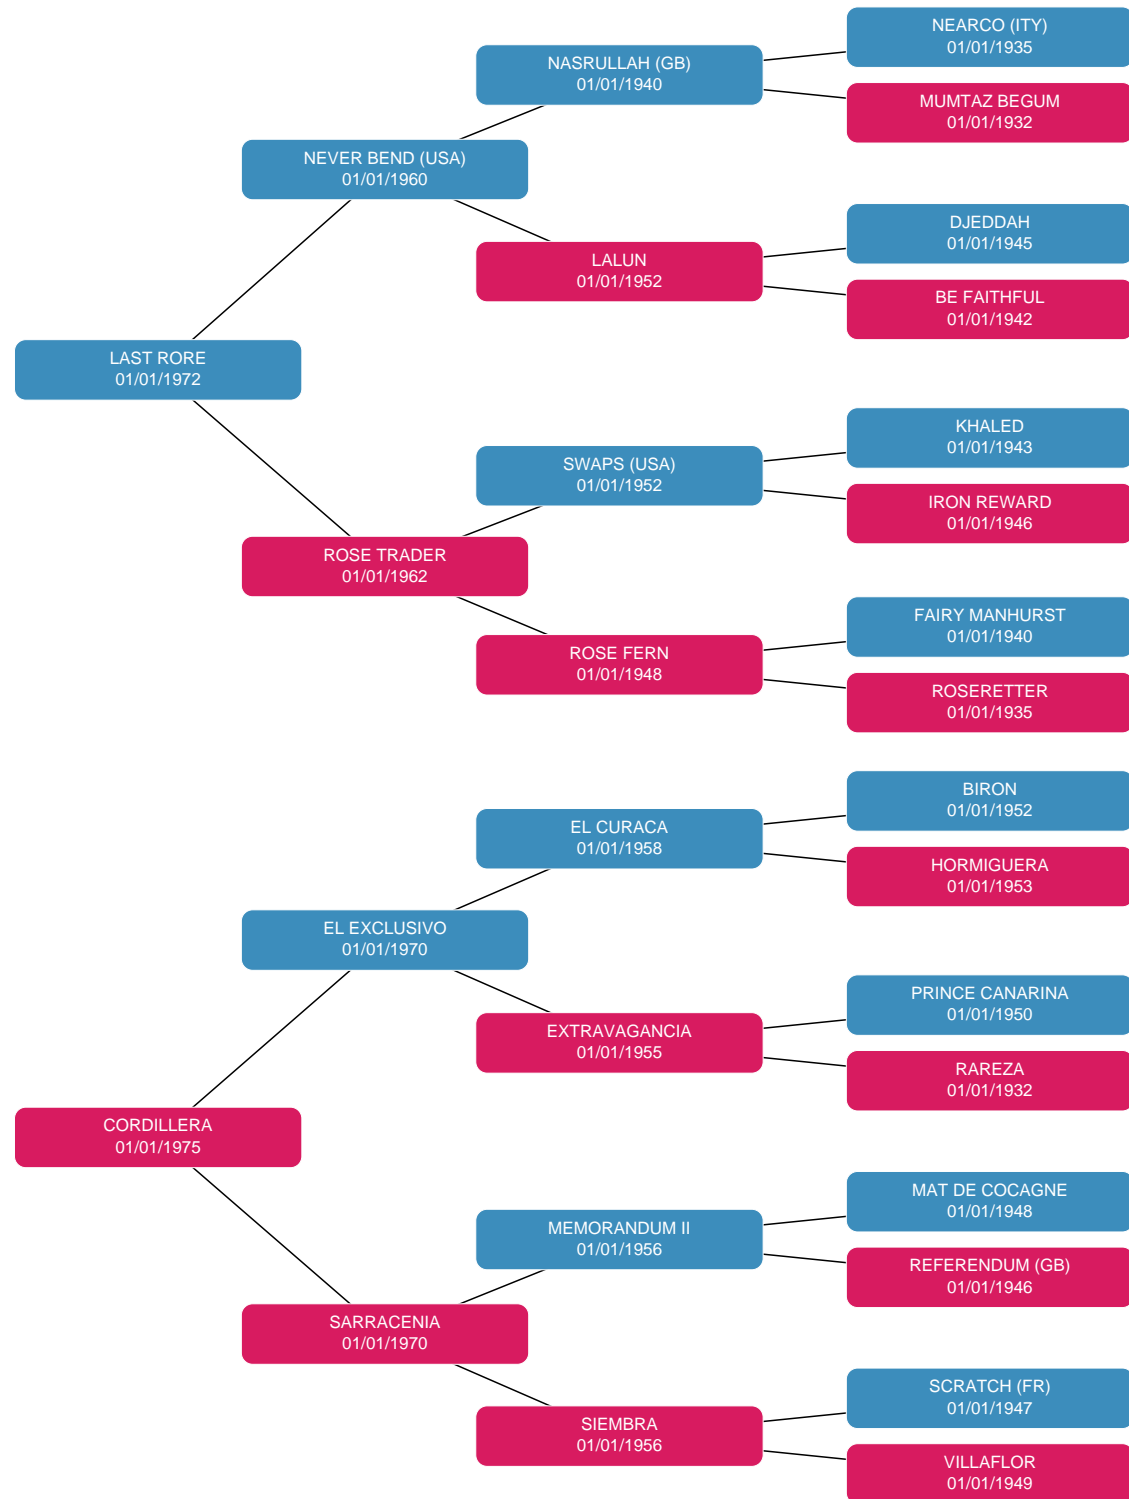 NEARCO (ITY)
01/01/1935
NASRULLAH (GB)
01/01/1940
MUMTAZ BEGUM
01/01/1932
NEVER BEND (USA)
01/01/1960
DJEDDAH
01/01/1945
LALUN
01/01/1952
BE FAITHFUL
01/01/1942
LAST RORE
01/01/1972
KHALED
01/01/1943
SWAPS (USA)
01/01/1952
IRON REWARD
01/01/1946
ROSE TRADER
01/01/1962
FAIRY MANHURST
01/01/1940
ROSE FERN
01/01/1948
ROSERETTER
01/01/1935
BIRON
01/01/1952
EL CURACA
01/01/1958
HORMIGUERA
01/01/1953
EL EXCLUSIVO
01/01/1970
PRINCE CANARINA
01/01/1950
EXTRAVAGANCIA
01/01/1955
RAREZA
01/01/1932
CORDILLERA
01/01/1975
MAT DE COCAGNE
01/01/1948
MEMORANDUM II
01/01/1956
REFERENDUM (GB)
01/01/1946
SARRACENIA
01/01/1970
SCRATCH (FR)
01/01/1947
SIEMBRA
01/01/1956
VILLAFLOR
01/01/1949